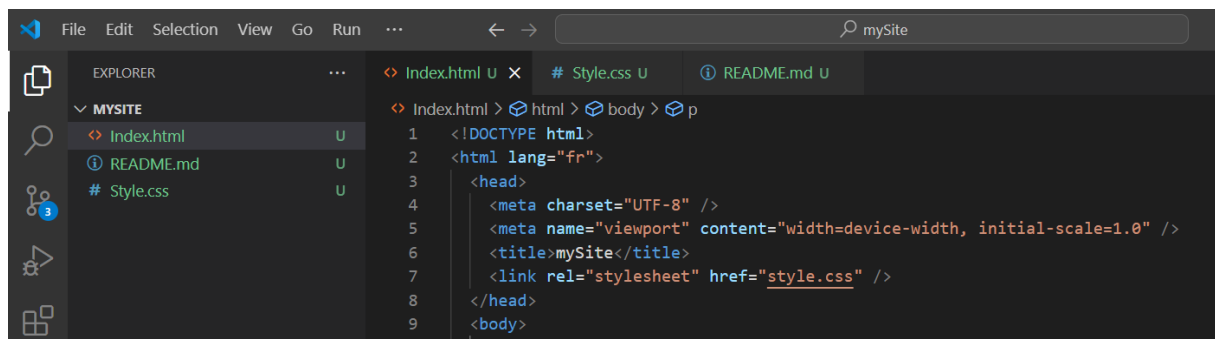 File Edit Selection View Go Run ··· ← → mySite
EXPLORER ···
MYSITE
Index.html U
README.md U
Style.css U
3
Index.html U × # Style.css U README.md U
Index.html > html > body > p
1 <!DOCTYPE html>
2 <html lang="fr">
3 <head>
4 <meta charset="UTF-8" />
5 <meta name="viewport" content="width=device-width, initial-scale=1.0" />
6 <title>mySite</title>
7 <link rel="stylesheet" href="style.css" />
8 </head>
9 <body>